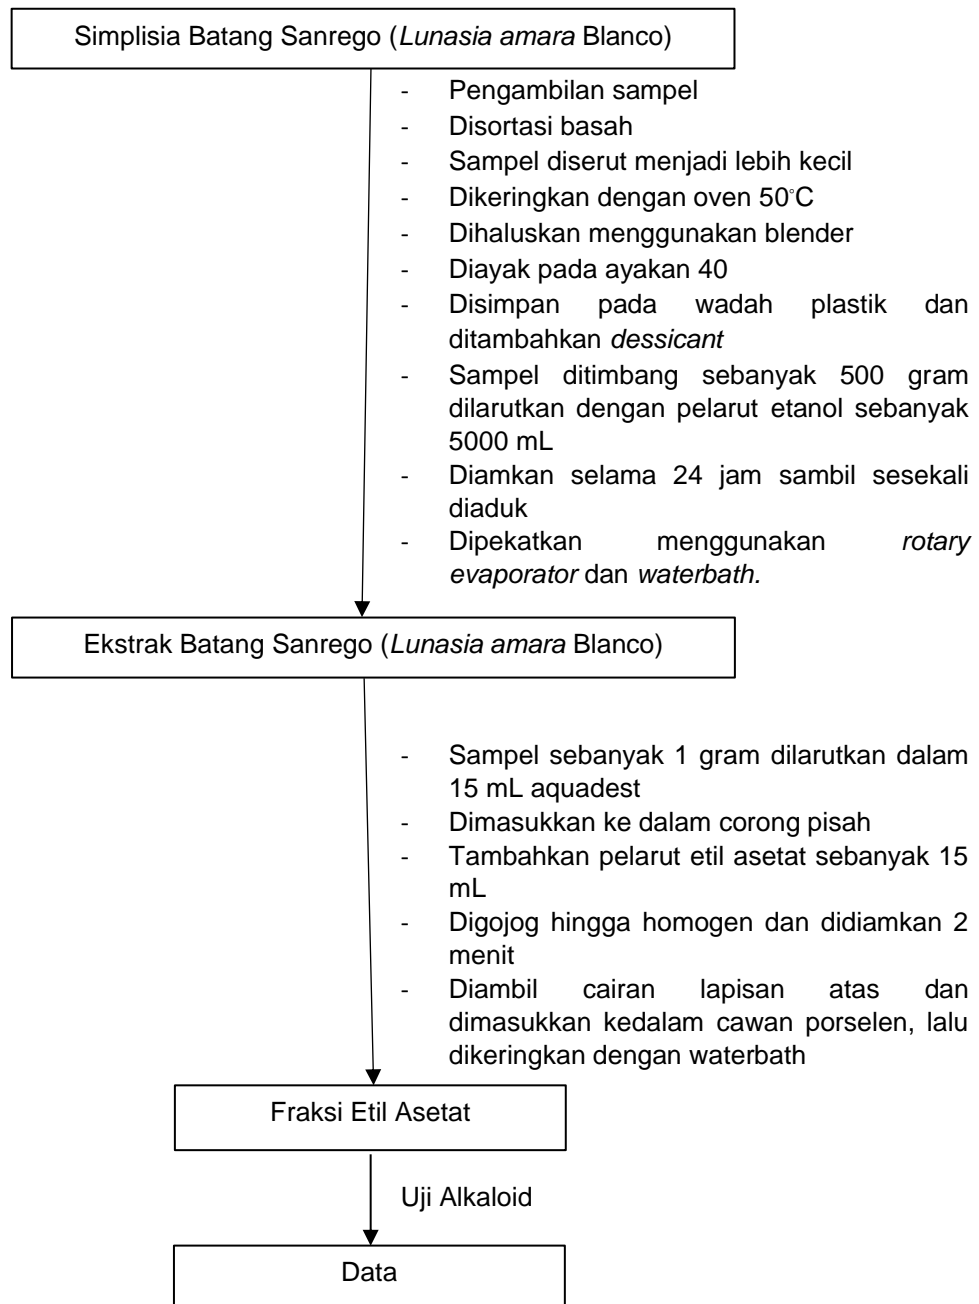 Simplisia Batang Sanrego (Lunasia amara Blanco)
- Pengambilan sampel
- Disortasi basah
- Sampel diserut menjadi lebih kecil
- Dikeringkan dengan oven 50°C
- Dihaluskan menggunakan blender
- Diayak pada ayakan 40
- Disimpan pada wadah plastik dan
ditambahkan dessicant
- Sampel ditimbang sebanyak 500 gram
dilarutkan dengan pelarut etanol sebanyak
5000 mL
- Diamkan selama 24 jam sambil sesekali
diaduk
- Dipekatkan menggunakan rotary
evaporator dan waterbath.
Ekstrak Batang Sanrego (Lunasia amara Blanco)
- Sampel sebanyak 1 gram dilarutkan dalam
15 mL aquadest
- Dimasukkan ke dalam corong pisah
- Tambahkan pelarut etil asetat sebanyak 15
mL
- Digojog hingga homogen dan didiamkan 2
menit
- Diambil cairan lapisan atas dan
dimasukkan kedalam cawan porselen, lalu
dikeringkan dengan waterbath
Fraksi Etil Asetat
Uji Alkaloid
Data